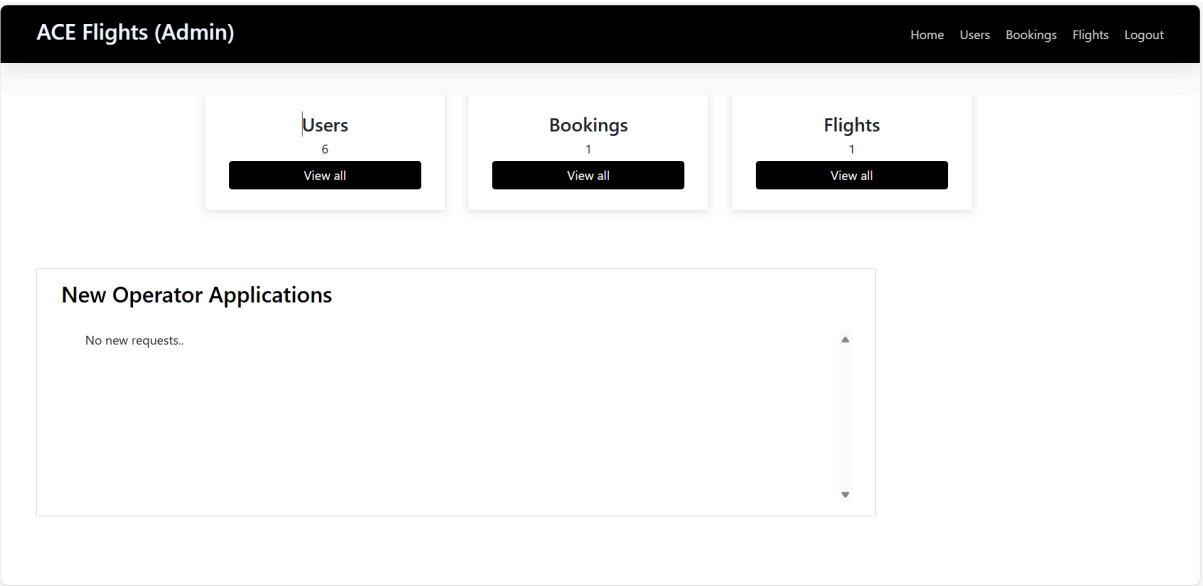 ACE Flights (Admin)
Home Users Bookings Flights Logout
Users Bookings Flights
6 1 1
View all View all View all
New Operator Applications
No new requests..